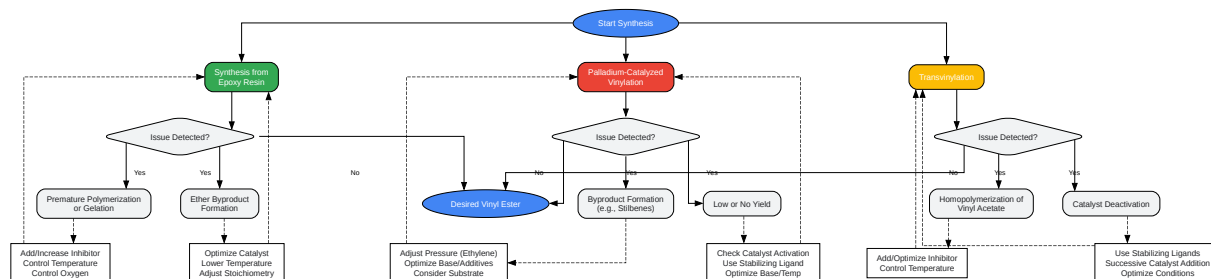 Start Synthesis
Synthesis from
Epoxy Resin
Palladium-Catalyzed
Vinylation
Transvinylation
Issue Detected?
Issue Detected?
Issue Detected?
Yes
Yes
No
No
Yes
Yes
No
Yes
Yes
Premature Polymerization
or Gelation
Ether Byproduct
Formation
Desired Vinyl Ester
Byproduct Formation
(e.g., Stilbenes)
Low or No Yield
Homopolymerization of
Vinyl Acetate
Catalyst Deactivation
Add/Increase Inhibitor
Control Temperature
Control Oxygen
Optimize Catalyst
Lower Temperature
Adjust Stoichiometry
Adjust Pressure (Ethylene)
Optimize Base/Additives
Consider Substrate
Check Catalyst Activation
Use Stabilizing Ligand
Optimize Base/Temp
Add/Optimize Inhibitor
Control Temperature
Use Stabilizing Ligands
Successive Catalyst Addition
Optimize Conditions